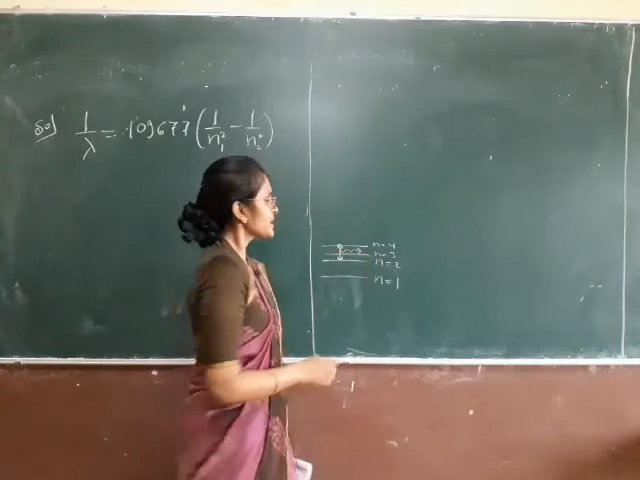 Sol 1/λ = 109677 (1/n₁² − 1/n₂²)
n=4
n=3
n=2
n=1